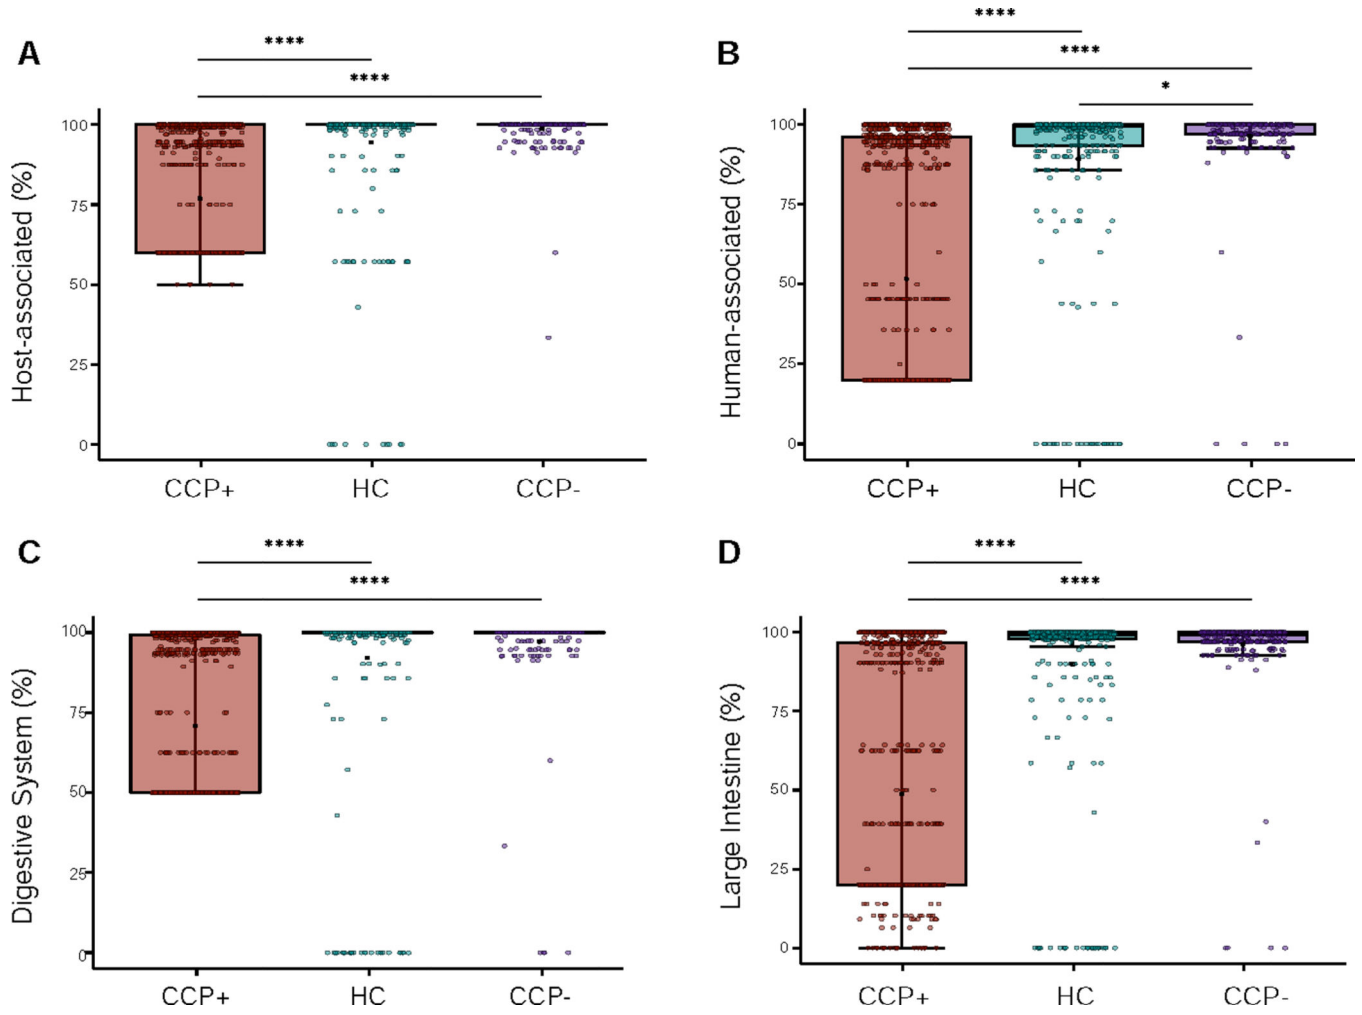 A
****
****
Host-associated (%)
100
75
50
25
0
CCP+ HC CCP-
B
****
****
*
Human-associated (%)
100
75
50
25
0
CCP+ HC CCP-
C
****
****
Digestive System (%)
100
75
50
25
0
CCP+ HC CCP-
D
****
****
Large Intestine (%)
100
75
50
25
0
CCP+ HC CCP-